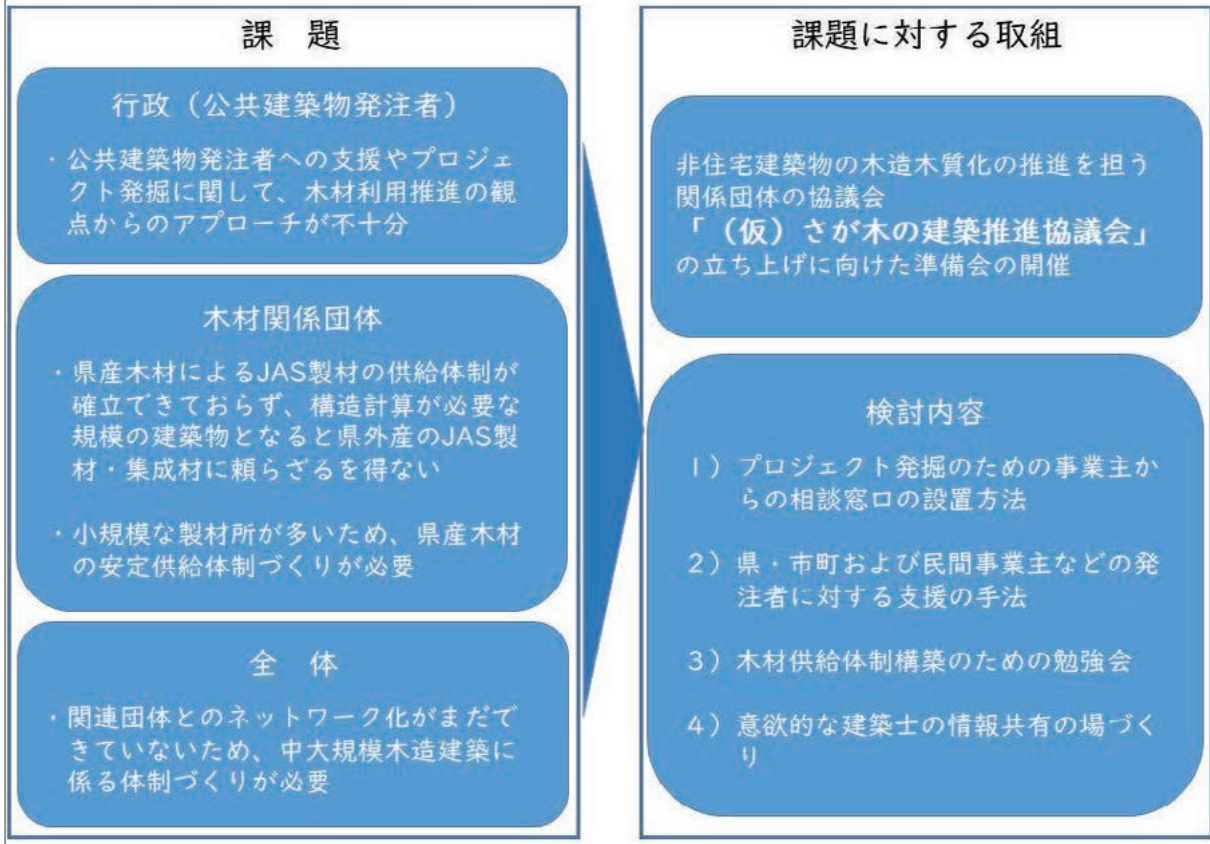 課　題
行政（公共建築物発注者）
・公共建築物発注者への支援やプロジェ
クト発掘に関して、木材利用推進の観
点からのアプローチが不十分
木材関係団体
・県産木材によるJAS製材の供給体制が
確立できておらず、構造計算が必要な
規模の建築物となると県外産のJAS製
材・集成材に頼らざるを得ない
・小規模な製材所が多いため、県産木材
の安定供給体制づくりが必要
全　体
・関連団体とのネットワーク化がまだで
きていないため、中大規模木造建築に
係る体制づくりが必要
課題に対する取組
非住宅建築物の木造木質化の推進を担う
関係団体の協議会
「（仮）さが木の建築推進協議会」
の立ち上げに向けた準備会の開催
検討内容
1）プロジェクト発掘のための事業主か
らの相談窓口の設置方法
2）県・市町および民間事業主などの発
注者に対する支援の手法
3）木材供給体制構築のための勉強会
4）意欲的な建築士の情報共有の場づく
り